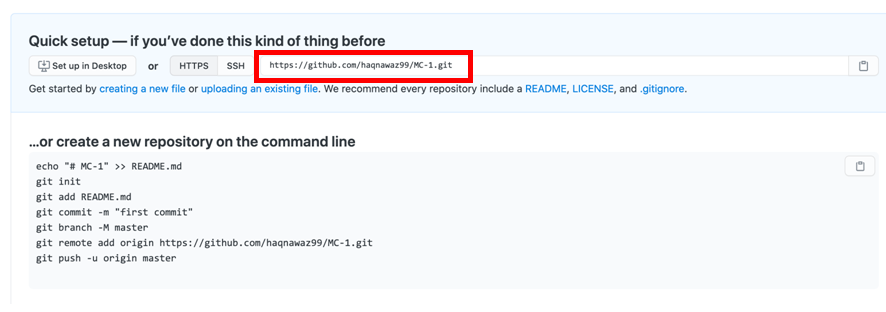 Quick setup — if you've done this kind of thing before
Set up in Desktop or HTTPS SSH https://github.com/haqnawaz99/MC-1.git
Get started by creating a new file or uploading an existing file. We recommend every repository include a README, LICENSE, and .gitignore.
...or create a new repository on the command line
echo "# MC-1" >> README.md
git init
git add README.md
git commit -m "first commit"
git branch -M master
git remote add origin https://github.com/haqnawaz99/MC-1.git
git push -u origin master